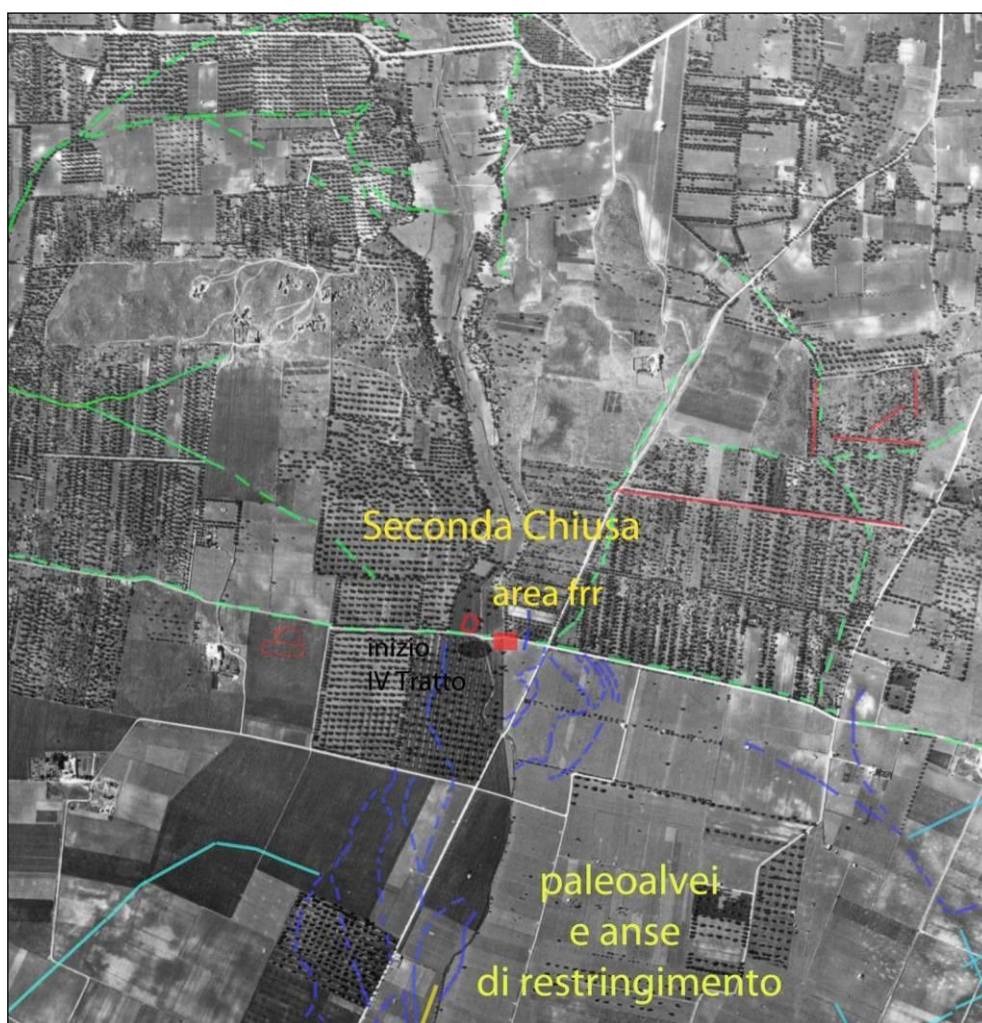 Seconda Chiusa
area frr
inizio
IV Tratto
paleoalvei
e anse
di restringimento